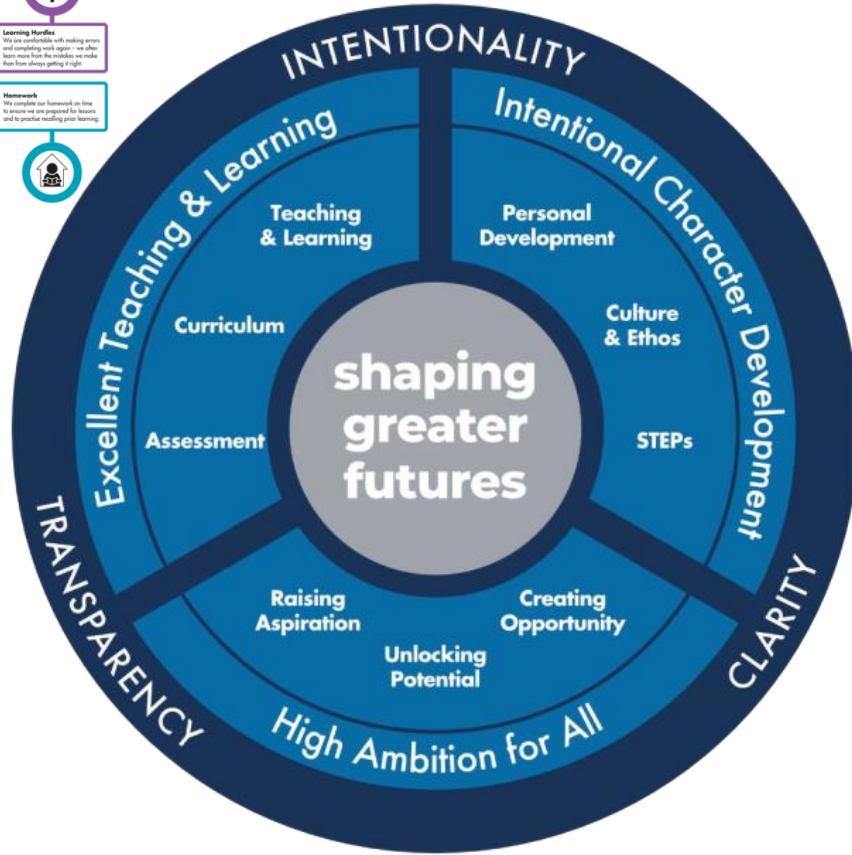 Learning Hurdles
We are comfortable with making errors
and completing work again – we often
learn more from the mistakes we make
than from always getting it right.
Homework
We complete our homework on time
to ensure we are prepared for lessons
and to practise recalling prior learning.
INTENTIONALITY
Excellent Teaching & Learning
Intentional Character Development
Teaching
& Learning
Personal
Development
Curriculum
Culture
& Ethos
Assessment
STEPs
shaping
greater
futures
Raising
Aspiration
Creating
Opportunity
Unlocking
Potential
High Ambition for All
TRANSPARENCY
CLARITY